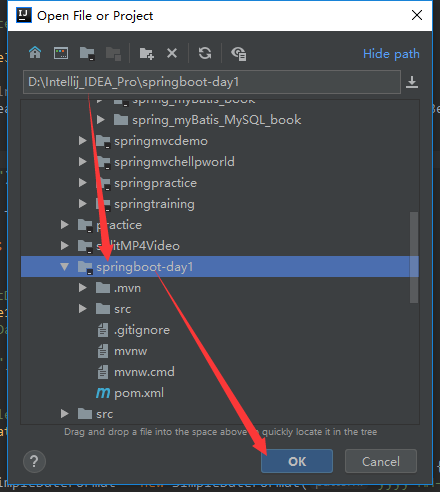 Open File or Project
Hide path
D:\Intellij_IDEA_Pro\springboot-day1
spring_myBatis_book
spring_myBatis_MySQL_book
springmvcdemo
springmvchellpworld
springpractice
springtraining
practice
splitMP4Video
springboot-day1
.mvn
src
.gitignore
mvnw
mvnw.cmd
pom.xml
src
Drag and drop a file into the space above to quickly locate it in the tree
?
OK
Cancel